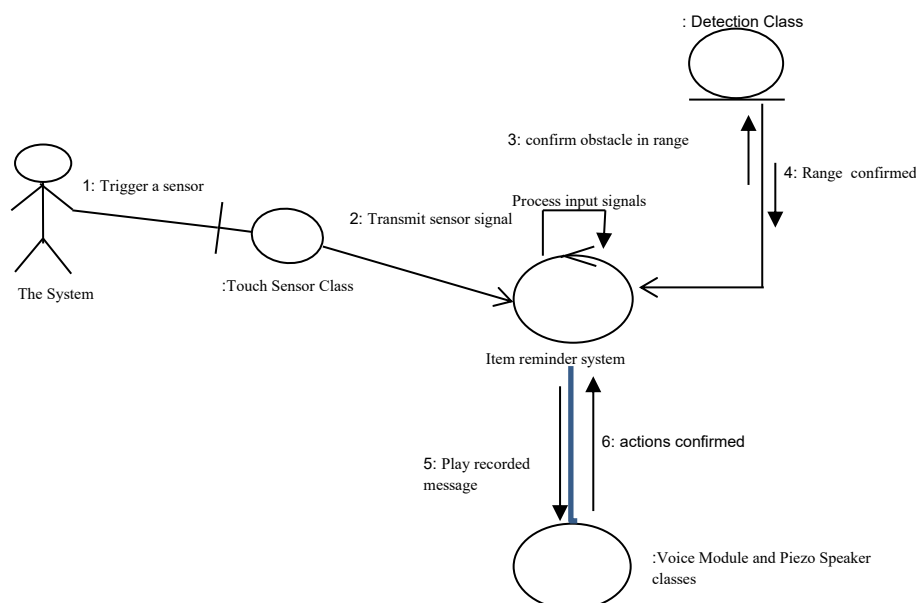 : Detection Class
3: confirm obstacle in range
4: Range confirmed
1: Trigger a sensor
Process input signals
2: Transmit sensor signal
:Touch Sensor Class
The System
Item reminder system
6: actions confirmed
5: Play recorded
message
:Voice Module and Piezo Speaker
classes